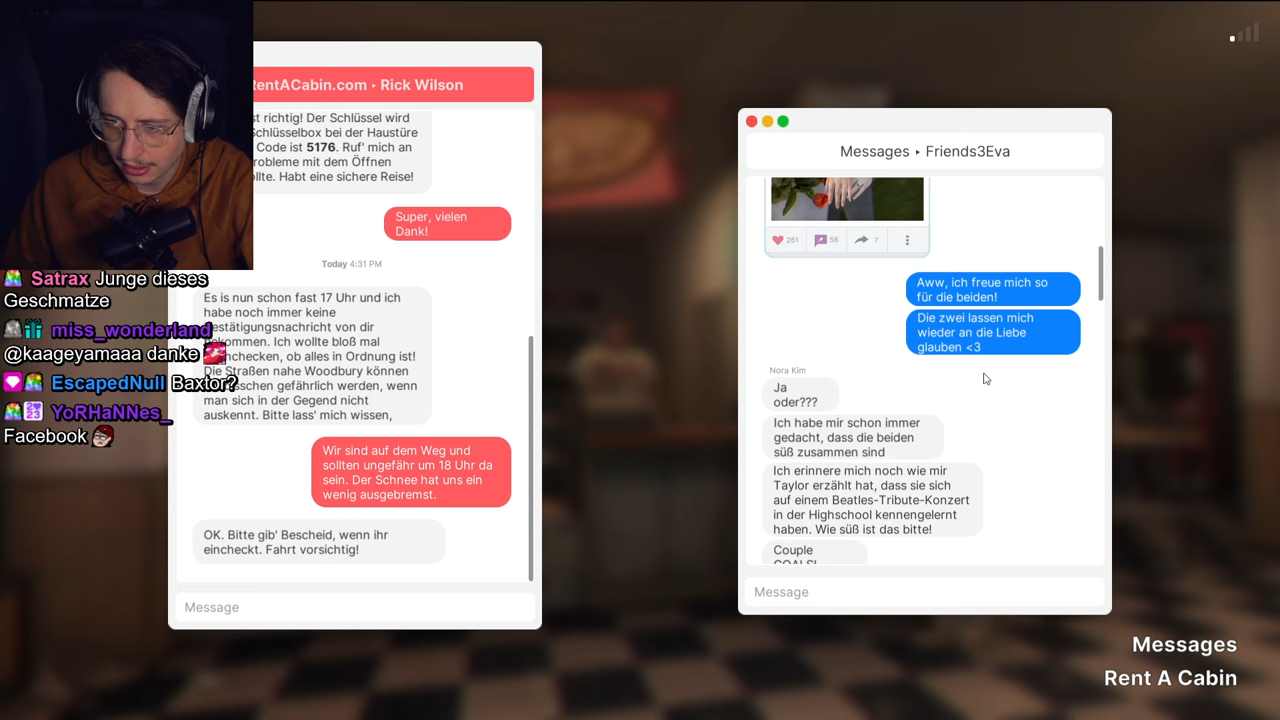 RentACabin.com ▸ Rick Wilson
st richtig! Der Schlüssel wird
Schlüsselbox bei der Haustüre
Code ist 5176. Ruf' mich an
robleme mit dem Öffnen
ollte. Habt eine sichere Reise!
Super, vielen
Dank!
Today 4:31 PM
Es ist nun schon fast 17 Uhr und ich
habe noch immer keine
estätigungsnachricht von dir
ekommen. Ich wollte bloß mal
checken, ob alles in Ordnung ist!
Die Straßen nahe Woodbury können
isschen gefährlich werden, wenn
man sich in der Gegend nicht
auskennt. Bitte lass' mich wissen,
Wir sind auf dem Weg und
sollten ungefähr um 18 Uhr da
sein. Der Schnee hat uns ein
wenig ausgebremst.
OK. Bitte gib' Bescheid, wenn ihr
eincheckt. Fahrt vorsichtig!
Message
Satrax Junge dieses
Geschmatze
miss_wonderland
@kaageyamaaa danke
EscapedNull Baxtor?
YoRHaNNes_
Facebook
Messages ▸ Friends3Eva
261 56 7
Aww, ich freue mich so
für die beiden!
Die zwei lassen mich
wieder an die Liebe
glauben <3
Nora Kim
Ja
oder???
Ich habe mir schon immer
gedacht, dass die beiden
süß zusammen sind
Ich erinnere mich noch wie mir
Taylor erzählt hat, dass sie sich
auf einem Beatles-Tribute-Konzert
in der Highschool kennengelernt
haben. Wie süß ist das bitte!
Couple
GOALS!
Message
Messages
Rent A Cabin